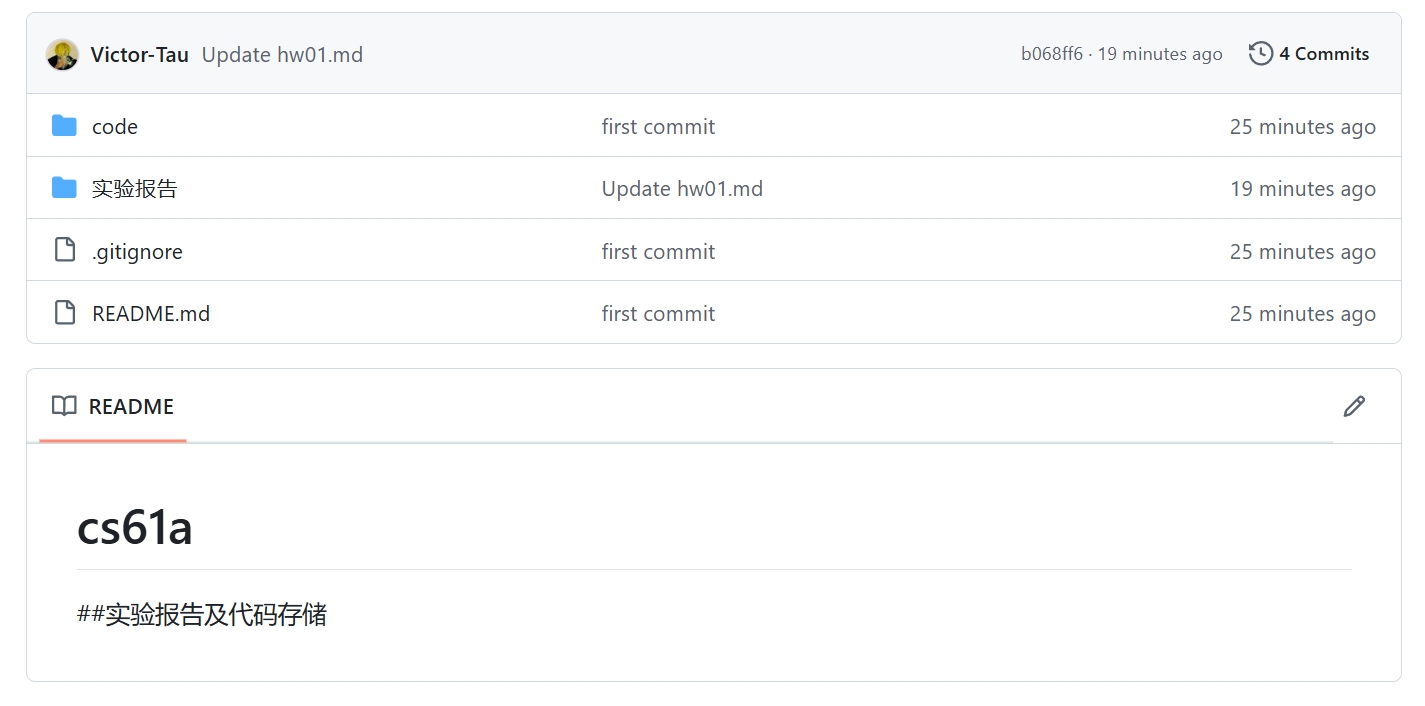 Victor-Tau Update hw01.md b068ff6 · 19 minutes ago 4 Commits
code first commit 25 minutes ago
实验报告 Update hw01.md 19 minutes ago
.gitignore first commit 25 minutes ago
README.md first commit 25 minutes ago
README
cs61a
##实验报告及代码存储